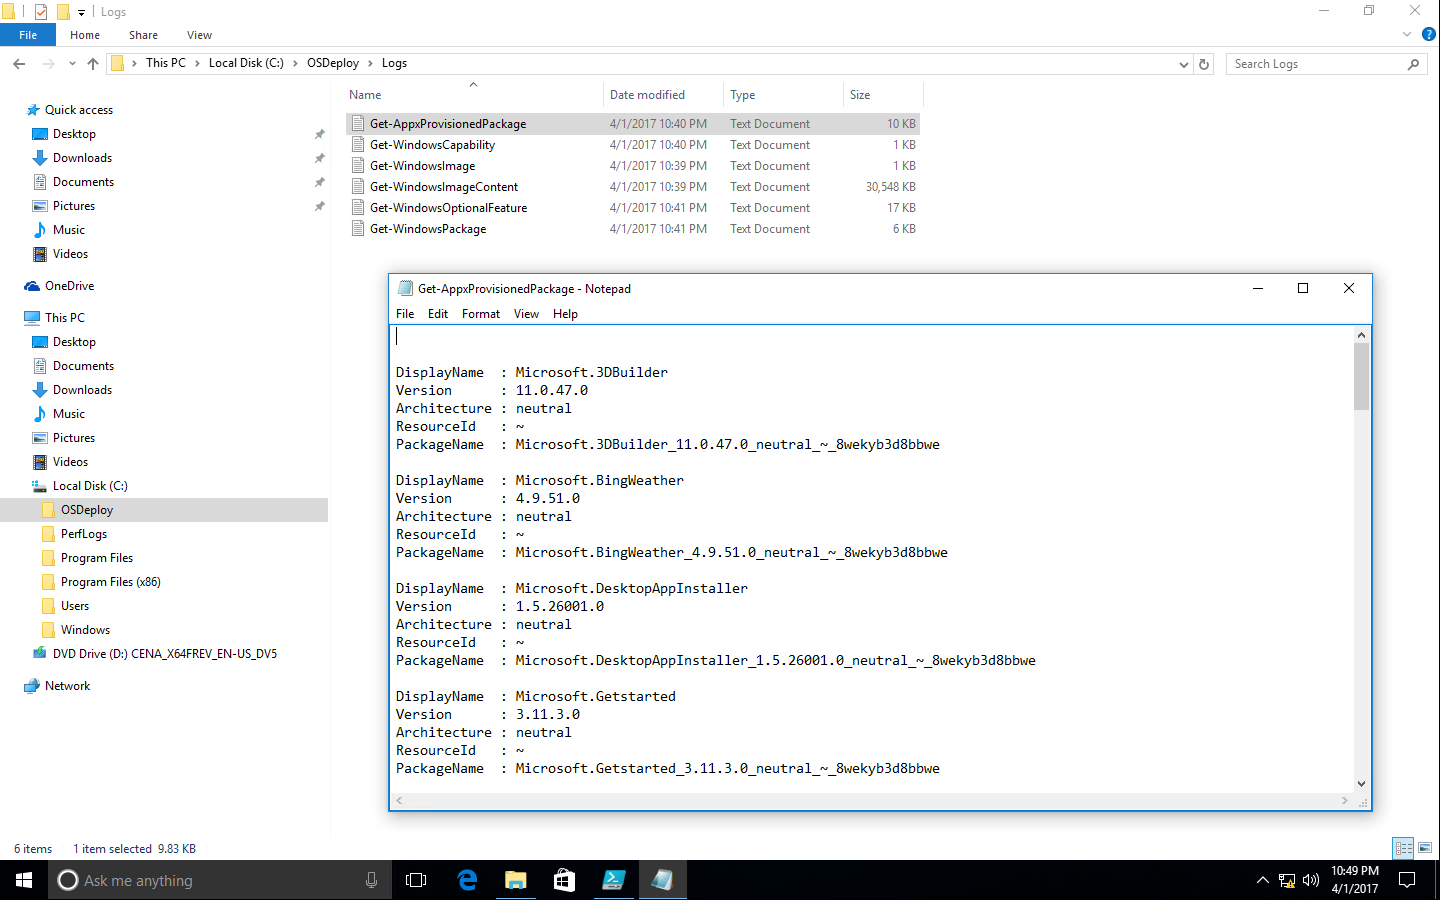 Logs
File Home Share View
This PC Local Disk (C:) OSDeploy Logs
Search Logs
Name Date modified Type Size
Get-AppxProvisionedPackage 4/1/2017 10:40 PM Text Document 10 KB
Get-WindowsCapability 4/1/2017 10:40 PM Text Document 1 KB
Get-WindowsImage 4/1/2017 10:39 PM Text Document 1 KB
Get-WindowsImageContent 4/1/2017 10:39 PM Text Document 30,548 KB
Get-WindowsOptionalFeature 4/1/2017 10:41 PM Text Document 17 KB
Get-WindowsPackage 4/1/2017 10:41 PM Text Document 6 KB
Quick access
Desktop
Downloads
Documents
Pictures
Music
Videos
OneDrive
This PC
Desktop
Documents
Downloads
Music
Pictures
Videos
Local Disk (C:)
OSDeploy
PerfLogs
Program Files
Program Files (x86)
Users
Windows
DVD Drive (D:) CENA_X64FREV_EN-US_DV5
Network
Get-AppxProvisionedPackage - Notepad
File Edit Format View Help
DisplayName : Microsoft.3DBuilder
Version : 11.0.47.0
Architecture : neutral
ResourceId : ~
PackageName : Microsoft.3DBuilder_11.0.47.0_neutral_~_8wekyb3d8bbwe
DisplayName : Microsoft.BingWeather
Version : 4.9.51.0
Architecture : neutral
ResourceId : ~
PackageName : Microsoft.BingWeather_4.9.51.0_neutral_~_8wekyb3d8bbwe
DisplayName : Microsoft.DesktopAppInstaller
Version : 1.5.26001.0
Architecture : neutral
ResourceId : ~
PackageName : Microsoft.DesktopAppInstaller_1.5.26001.0_neutral_~_8wekyb3d8bbwe
DisplayName : Microsoft.Getstarted
Version : 3.11.3.0
Architecture : neutral
ResourceId : ~
PackageName : Microsoft.Getstarted_3.11.3.0_neutral_~_8wekyb3d8bbwe
6 items 1 item selected 9.83 KB
Ask me anything
10:49 PM
4/1/2017